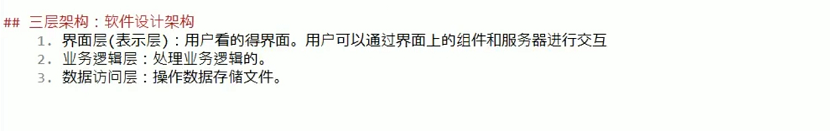 ## 三层架构：软件设计架构
1. 界面层(表示层)：用户看的得界面。用户可以通过界面上的组件和服务器进行交互
2. 业务逻辑层：处理业务逻辑的。
3. 数据访问层：操作数据存储文件。